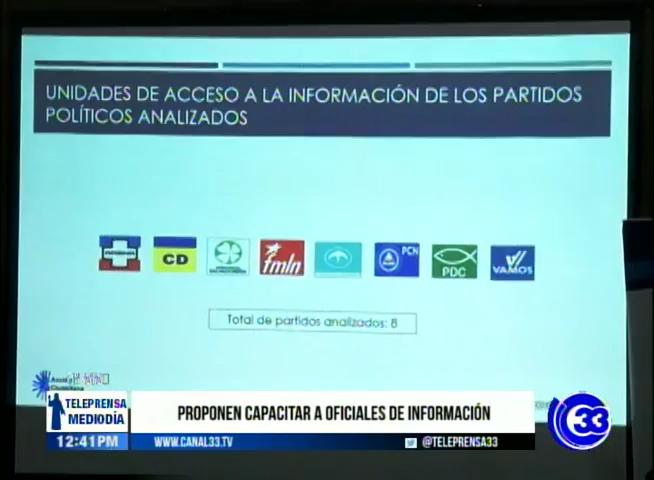 UNIDADES DE ACCESO A LA INFORMACIÓN DE LOS PARTIDOS
POLÍTICOS ANALIZADOS
CD
fmln
PCN
PDC
VAMOS
Total de partidos analizados: 8
TELEPRENSA
MEDIODÍA
PROPONEN CAPACITAR A OFICIALES DE INFORMACIÓN
33
12:41PM
WWW.CANAL33.TV
@TELEPRENSA33